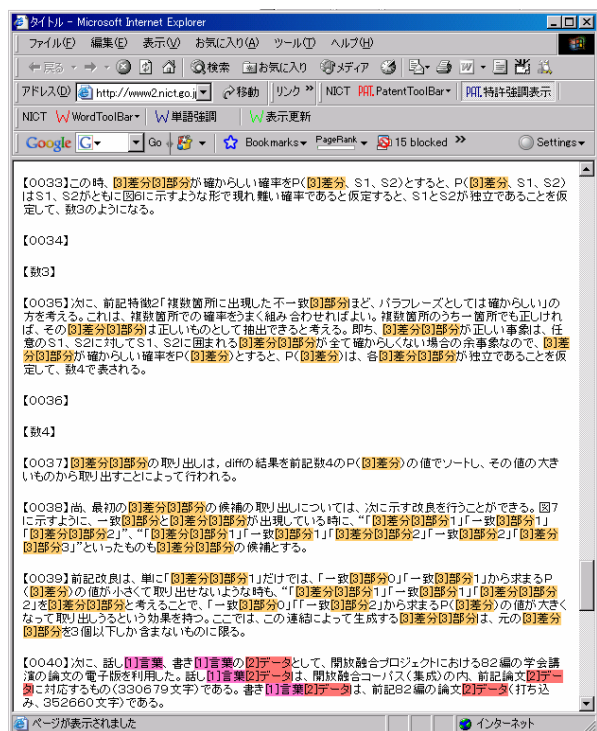 タイトル - Microsoft Internet Explorer
ファイル(F) 編集(E) 表示(V) お気に入り(A) ツール(T) ヘルプ(H)
戻る 検索 お気に入り メディア
アドレス(D) http://www2.nict.go.j 移動 リンク » NICT PAT.PatentToolBar PAT.特許強調表示
NICT WordToolBar 単語強調 表示更新
Google G Go Bookmarks PageRank 15 blocked » Settings
【0033】この時、[3]差分[3]部分が確からしい確率をP([3]差分、S1、S2)とすると、P([3]差分、S1、S2)
はS1、S2がともに図6に示すような形で現れ難い確率であると仮定すると、S1とS2が独立であることを仮
定して、数3のようになる。
【0034】
【数3】
【0035】次に、前記特徴2「複数箇所に出現した不一致[3]部分ほど、パラフレーズとしては確からしい」の
方を考える。これは、複数箇所での確率をうまく組み合わせればよい。複数箇所のうち一箇所でも正しけれ
ば、その[3]差分[3]部分は正しいものとして抽出できると考える。即ち、[3]差分[3]部分が正しい事象は、任
意のS1、S2に対してS1、S2に囲まれる[3]差分[3]部分が全て確からしくない場合の余事象なので、[3]差
分[3]部分が確からしい確率をP([3]差分)とすると、P([3]差分)は、各[3]差分[3]部分が独立であることを仮
定して、数4で表される。
【0036】
【数4】
【0037】[3]差分[3]部分の取り出しは，diffの結果を前記数4のP([3]差分)の値でソートし、その値の大き
いものから取り出すことによって行われる。
【0038】尚、最初の[3]差分[3]部分の候補の取り出しについては、次に示す改良を行うことができる。図7
に示すように、一致[3]部分と[3]差分[3]部分が出現している時に、“「[3]差分[3]部分1」「一致[3]部分1」
「[3]差分[3]部分2」”、“「[3]差分[3]部分1」「一致[3]部分1」「[3]差分[3]部分2」「一致[3]部分2」「[3]差分
[3]部分3」”といったものも[3]差分[3]部分の候補とする。
【0039】前記改良は、単に「[3]差分[3]部分1」だけでは、「一致[3]部分0」「一致[3]部分1」から求まるP
([3]差分)の値が小さくて取り出せないような時も、“「[3]差分[3]部分1」「一致[3]部分1」「[3]差分[3]部分
2」を[3]差分[3]部分と考えることで、「一致[3]部分0」「「一致[3]部分2」から求まるP([3]差分)の値が大きく
なって取り出しうるという効果を持つ。ここでは、この連結によって生成する[3]差分[3]部分は、元の[3]差分
[3]部分を3個以下しか含まないものに限る。
【0040】次に、話し[1]言葉、書き[1]言葉の[2]データとして、開放融合プロジェクトにおける82編の学会講
演の論文の電子版を利用した。話し[1]言葉[2]データは、開放融合コーパス(集成)の内、前記論文[2]デー
タに対応するもの(330679文字)である。書き[1]言葉[2]データは、前記82編の論文[2]データ(打ち込
み、352660文字)である。
ページが表示されました インターネット